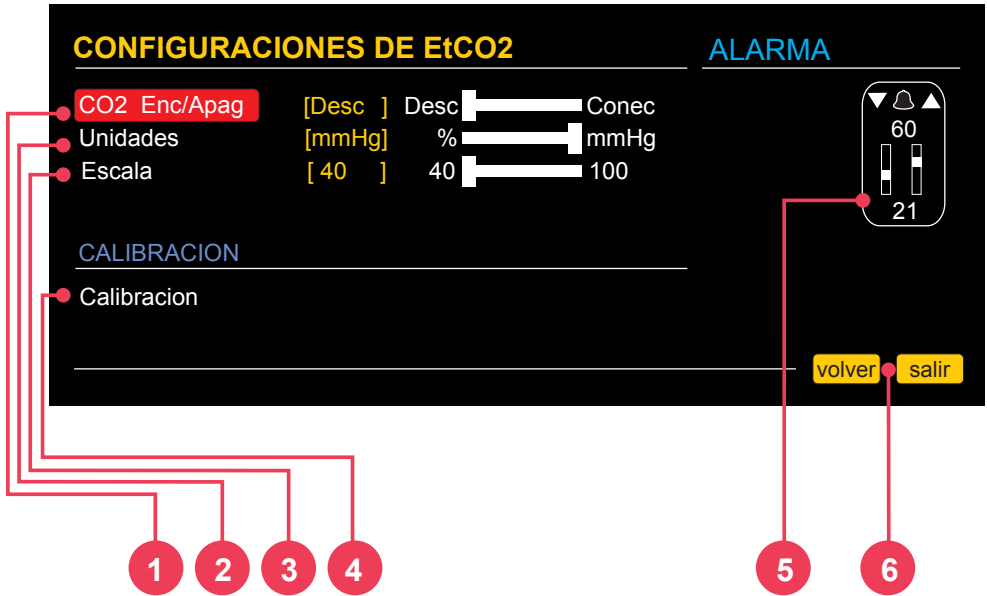 CONFIGURACIONES DE EtCO2
ALARMA
CO2 Enc/Apag [Desc ] Desc Conec
Unidades [mmHg] % mmHg
Escala [ 40 ] 40 100
60
21
CALIBRACION
Calibracion
volver salir
1 2 3 4 5 6